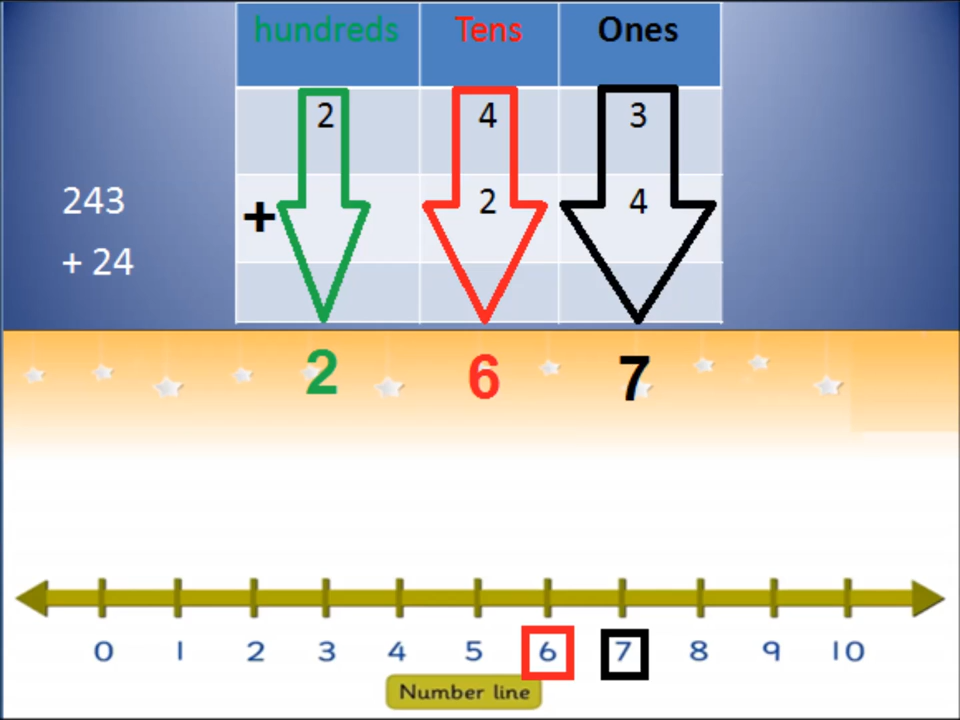 hundreds Tens Ones
2 4 3
243
+ 2 4
+ 24
2 6 7
0 1 2 3 4 5 6 7 8 9 10
Number line